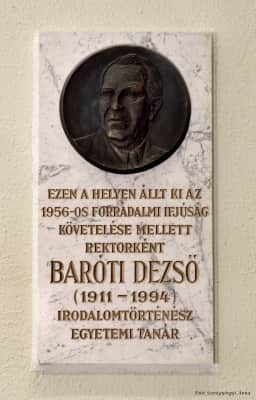 EZEN A HELYEN ÁLLT KI AZ
1956-OS FORRADALMI IFJÚSÁG
KÖVETELÉSE MELLETT
REKTORKÉNT
BARÓTI DEZSŐ
(1911 – 1994)
IRODALOMTÖRTÉNÉSZ
EGYETEMI TANÁR